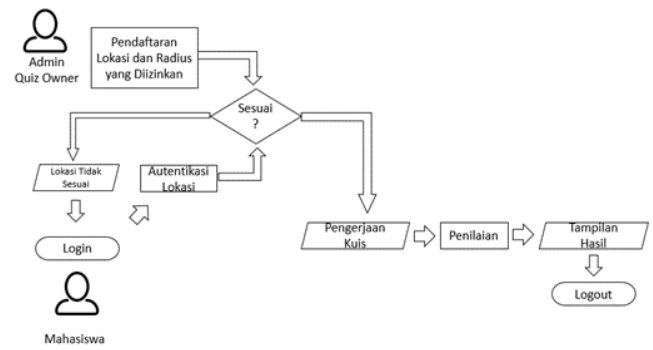 Admin
Quiz Owner
Pendaftaran
Lokasi dan Radius
yang Diizinkan
Sesuai
?
Lokasi Tidak
Sesuai
Autentikasi
Lokasi
Login
Mahasiswa
Pengerjaan
Kuis
Penilaian
Tampilan
Hasil
Logout